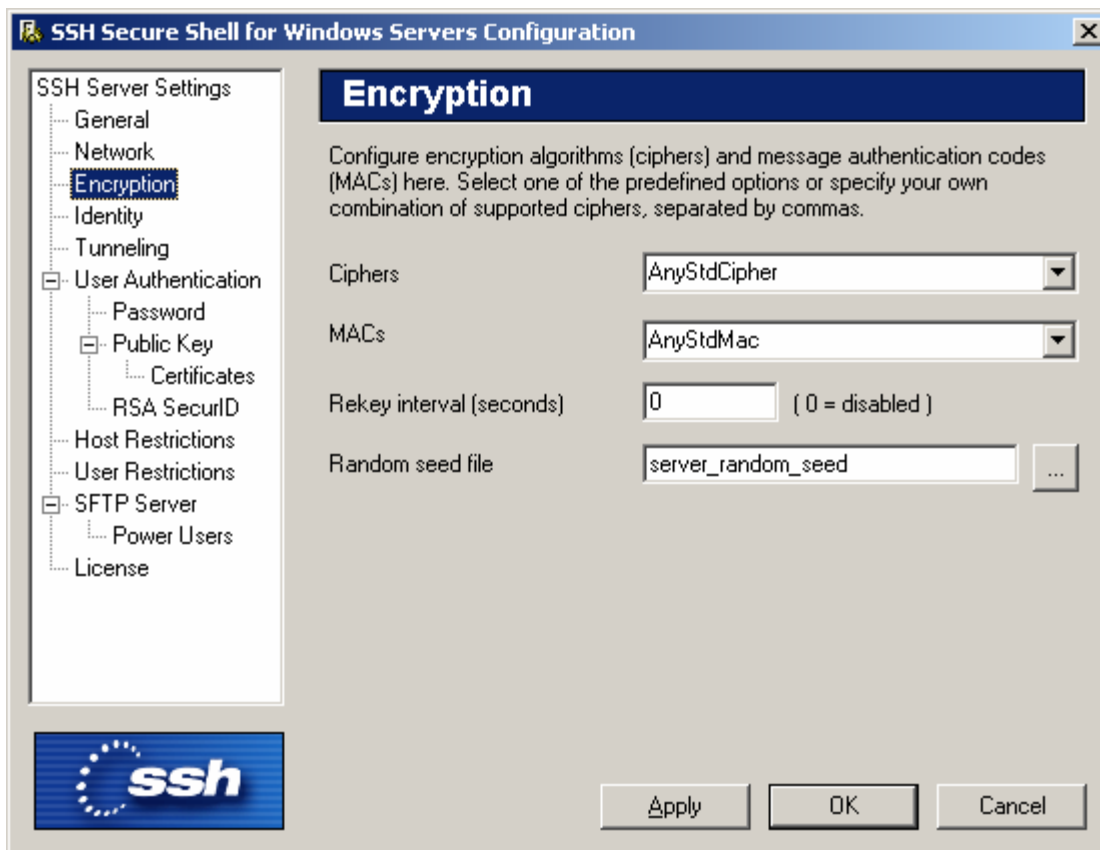 SSH Secure Shell for Windows Servers Configuration
SSH Server Settings
General
Network
Encryption
Identity
Tunneling
User Authentication
Password
Public Key
Certificates
RSA SecurID
Host Restrictions
User Restrictions
SFTP Server
Power Users
License
ssh
Encryption
Configure encryption algorithms (ciphers) and message authentication codes
(MACs) here. Select one of the predefined options or specify your own
combination of supported ciphers, separated by commas.
Ciphers AnyStdCipher
MACs AnyStdMac
Rekey interval (seconds) 0 ( 0 = disabled )
Random seed file server_random_seed ...
Apply OK Cancel